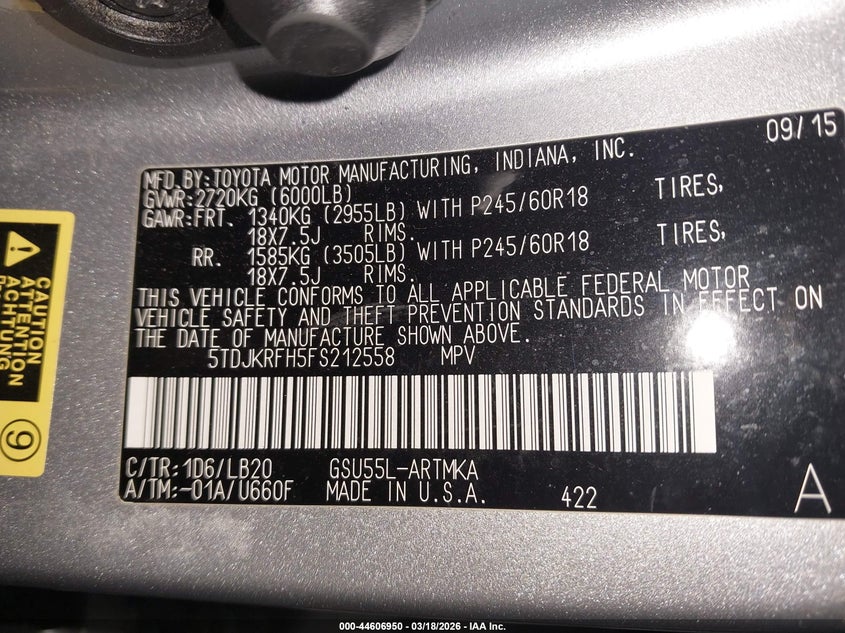 09/15
MFD.BY:TOYOTA MOTOR MANUFACTURING, INDIANA, INC.
GVWR:2720KG (6000LB)
GAWR:FRT. 1340KG (2955LB) WITH P245/60R18 TIRES,
18X7.5J RIMS.
RR. 1585KG (3505LB) WITH P245/60R18 TIRES,
18X7.5J RIMS.
THIS VEHICLE CONFORMS TO ALL APPLICABLE FEDERAL MOTOR
VEHICLE SAFETY AND THEFT PREVENTION STANDARDS IN EFFECT ON
THE DATE OF MANUFACTURE SHOWN ABOVE.
5TDJKRFH5FS212558 MPV
C/TR:1D6/LB20 GSU55L-ARTMKA
A/TM:-01A/U660F MADE IN U.S.A. 422 A
CAUTION
ATTENTION
ACHTUNG
9
000-44606950 - 03/18/2026 - IAA Inc.